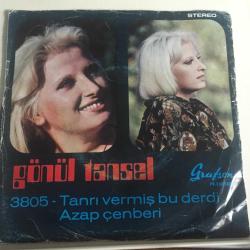 STEREO
gönül tansel
3805 - Tanrı vermiş bu derdi
Azap çenberi
Grafson